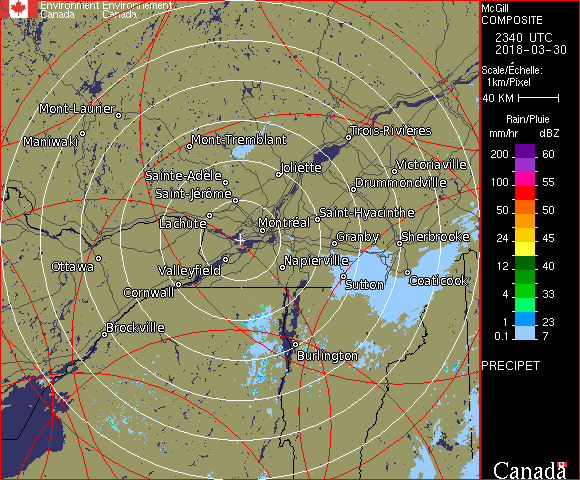 Environment Environnement
Canada Canada
McGill
COMPOSITE
2340 UTC
2018-03-30
Scale/Échelle:
1km/Pixel
40 KM
Rain/Pluie
mm/hr dBZ
200 60
100 55
50 50
24 45
12 40
4 33
1 23
0.1 7
PRECIPET
Canada
Mont-Laurier
Maniwaki
Mont-Tremblant
Trois-Rivières
Sainte-Adèle
Joliette
Victoriaville
Saint-Jérôme
Drummondville
Lachute
Montréal
Saint-Hyacinthe
Granby
Sherbrooke
Ottawa
Valleyfield
Napierville
Cornwall
Sutton
Coaticook
Brockville
Burlington